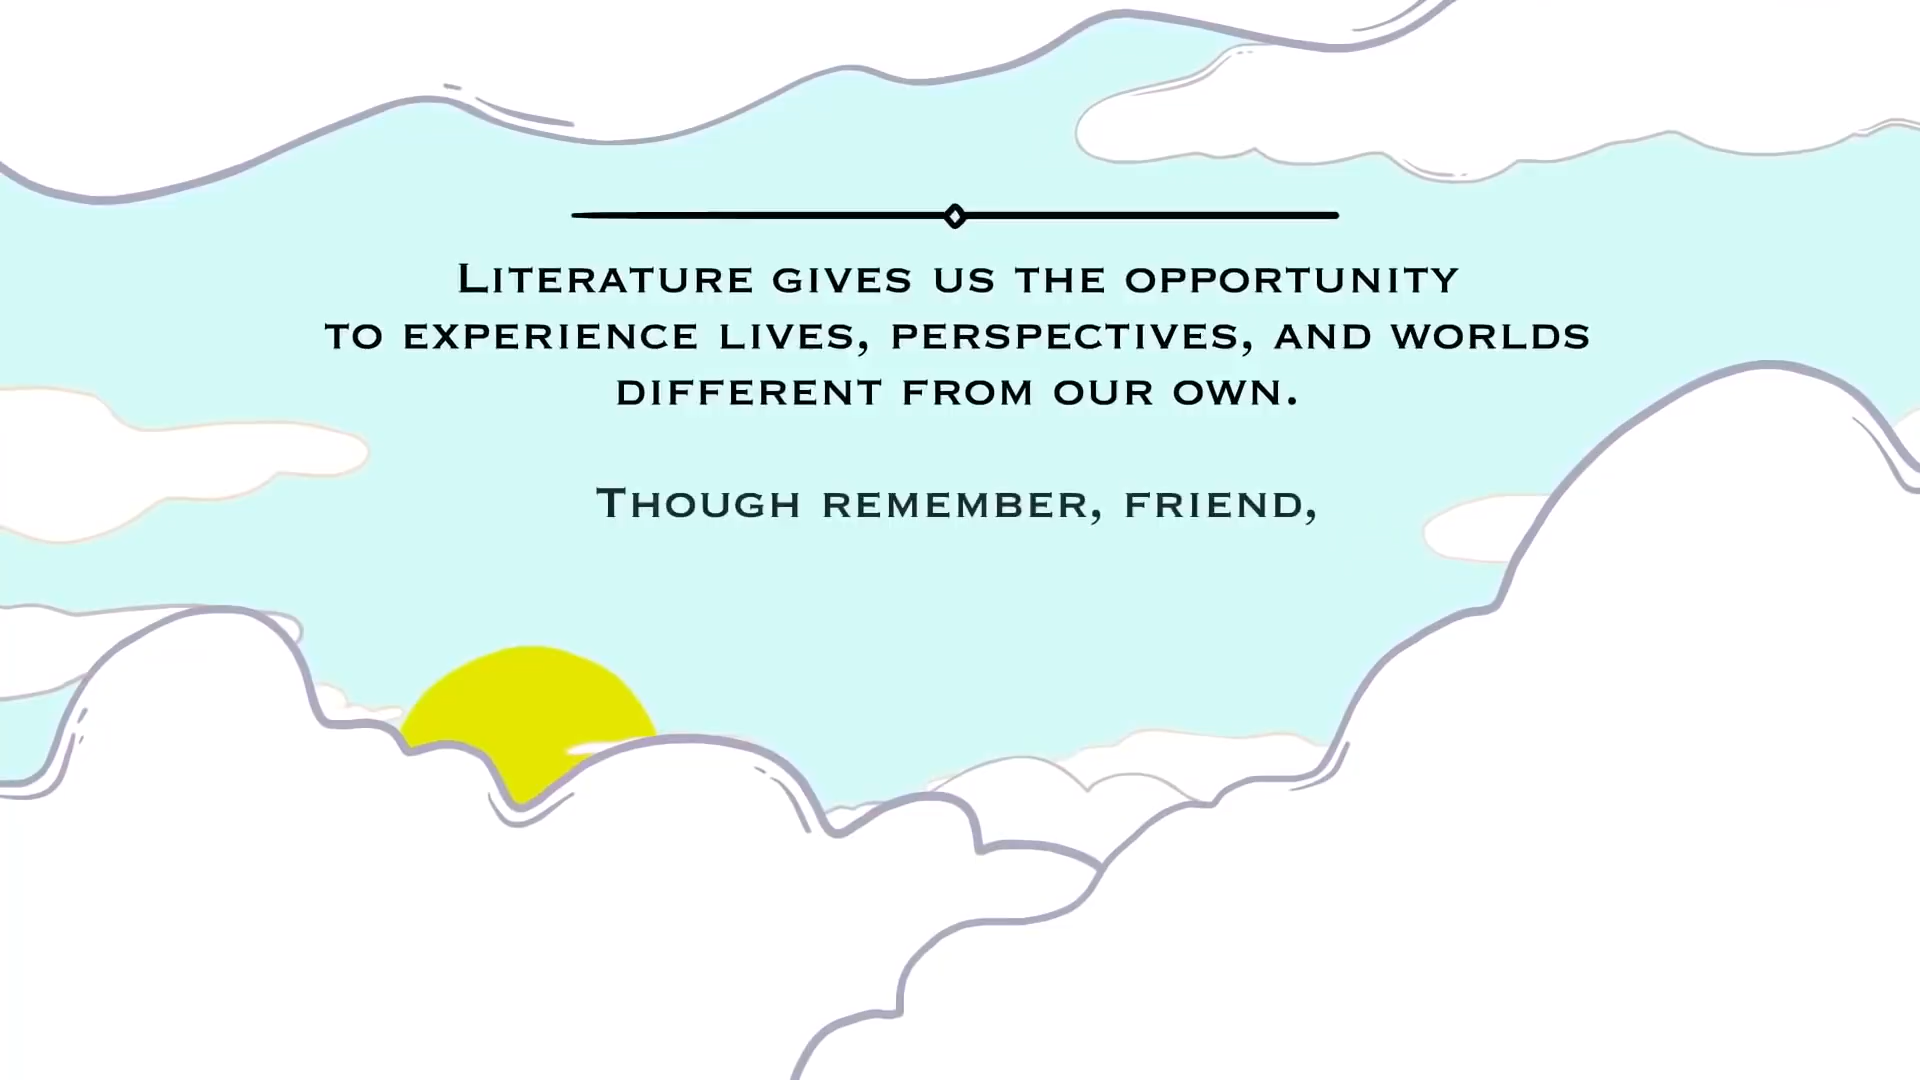 Literature gives us the opportunity
to experience lives, perspectives, and worlds
different from our own.
Though remember, friend,